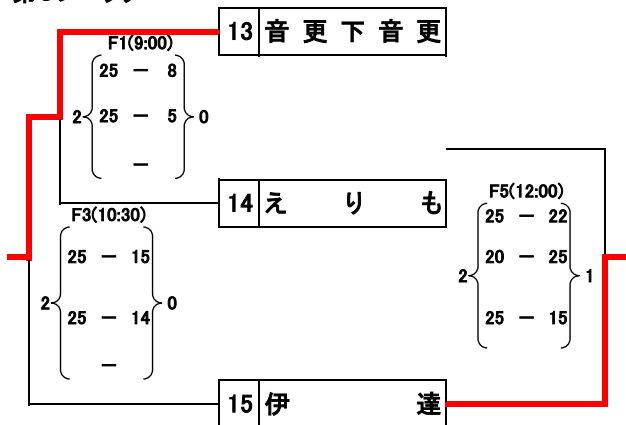 F1(9:00)
13 音更下音更
25 － 8
2 25 － 5 0
－
14 えりも
F3(10:30)
25 － 15
2 0
25 － 14
－
F5(12:00)
25 － 22
20 － 25
2 1
25 － 15
15 伊達